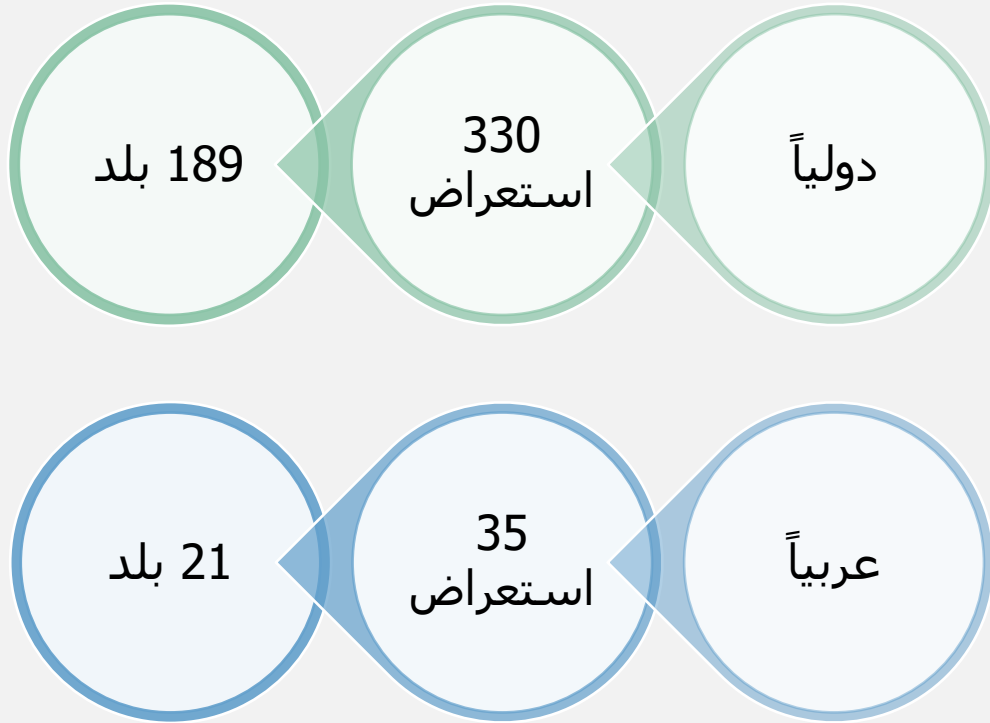 دولياً
330
استعراض
189 بلد
عربياً
35
استعراض
21 بلد